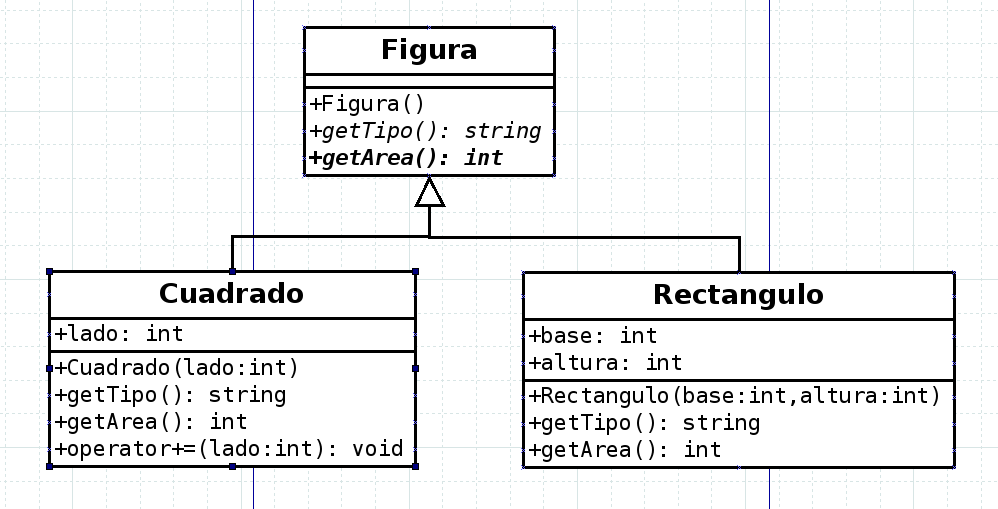 Figura
+Figura()
+getTipo(): string
+getArea(): int
Cuadrado
+lado: int
+Cuadrado(lado:int)
+getTipo(): string
+getArea(): int
+operator+=(lado:int): void
Rectangulo
+base: int
+altura: int
+Rectangulo(base:int,altura:int)
+getTipo(): string
+getArea(): int